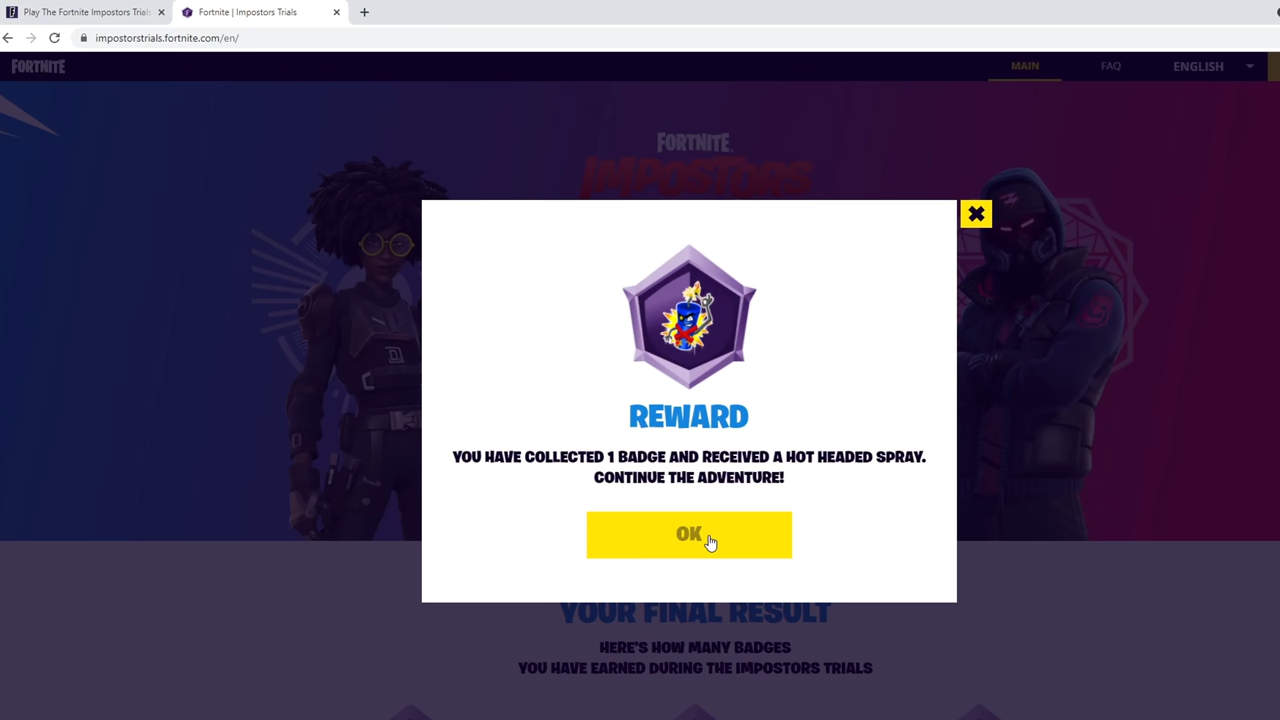 Play The Fortnite Impostors Trials
Fortnite | Impostors Trials
impostorstrials.fortnite.com/en/
FORTNITE
MAIN
FAQ
ENGLISH
FORTNITE
IMPOSTORS
REWARD
YOU HAVE COLLECTED 1 BADGE AND RECEIVED A HOT HEADED SPRAY.
CONTINUE THE ADVENTURE!
OK
YOUR FINAL RESULT
HERE'S HOW MANY BADGES
YOU HAVE EARNED DURING THE IMPOSTORS TRIALS